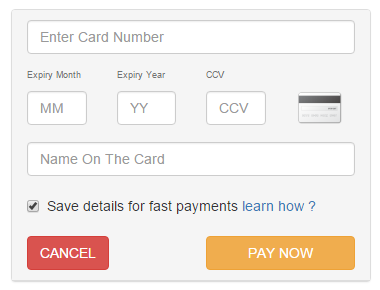 Enter Card Number
Expiry Month Expiry Year CCV
MM YY CCV
Name On The Card
Save details for fast payments learn how ?
CANCEL PAY NOW